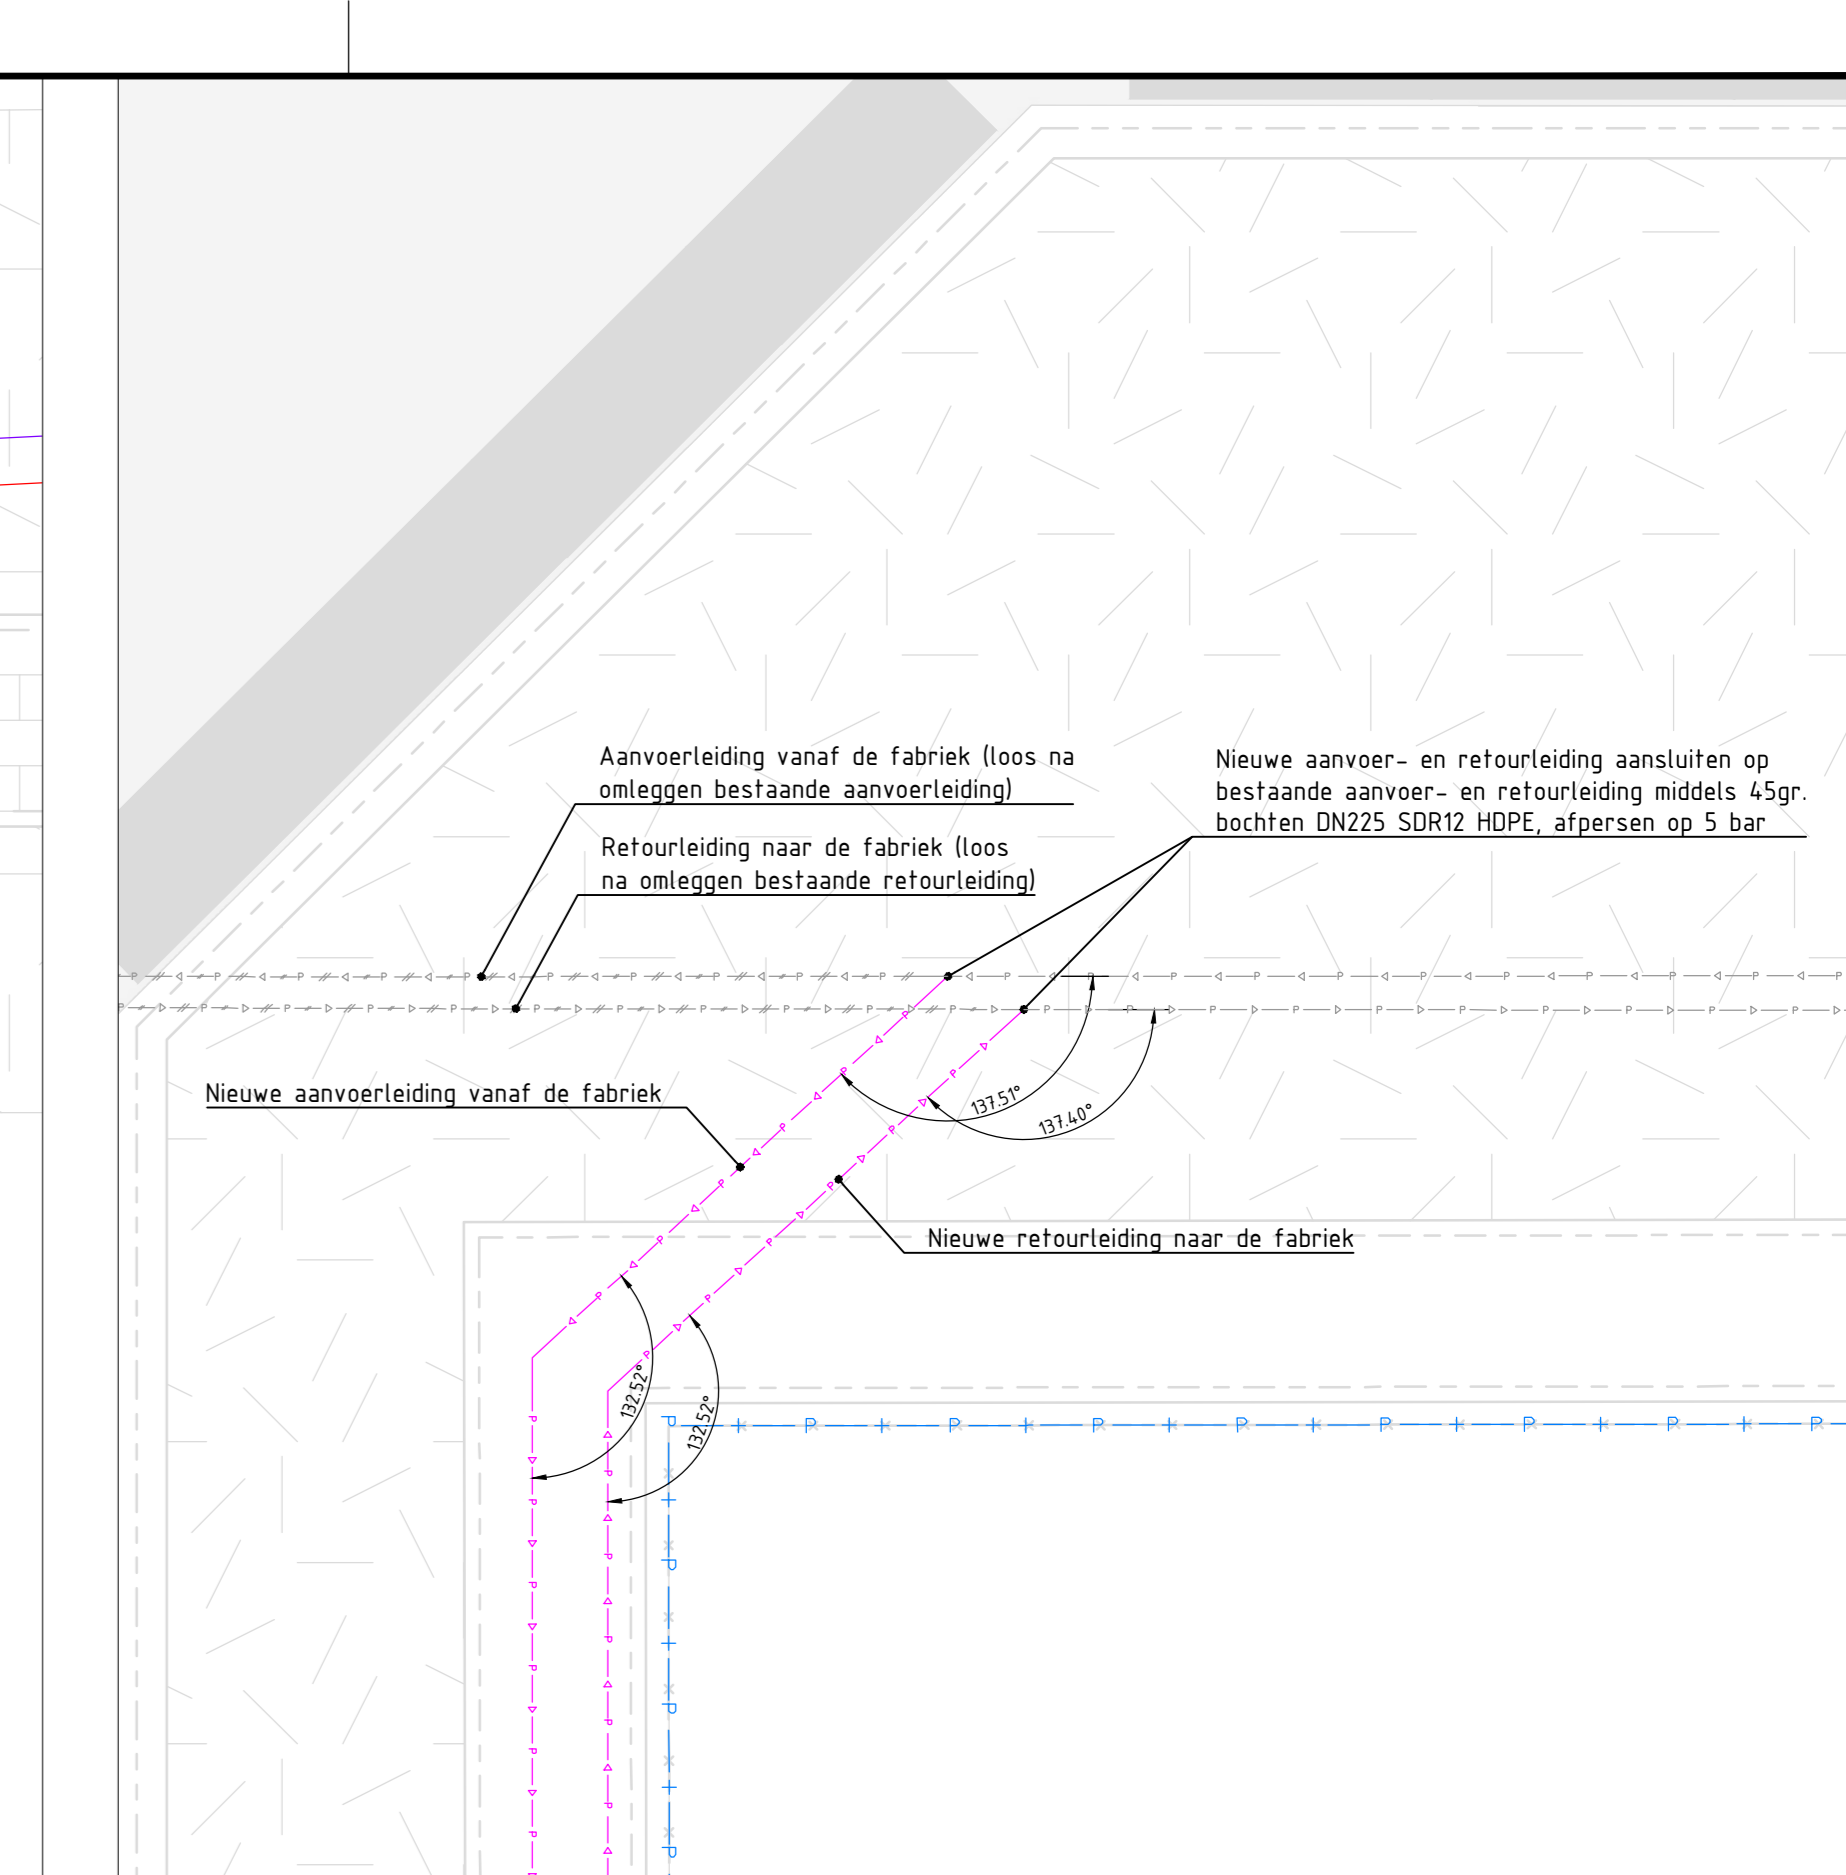 Aanvoerleiding vanaf de fabriek (loos na
omleggen bestaande aanvoerleiding)
Nieuwe aanvoer- en retourleiding aansluiten op
bestaande aanvoer- en retourleiding middels 45gr.
bochten DN225 SDR12 HDPE, afpersen op 5 bar
Retourleiding naar de fabriek (loos
na omleggen bestaande retourleiding)
Nieuwe aanvoerleiding vanaf de fabriek
137.51°
137.40°
Nieuwe retourleiding naar de fabriek
132.52°
132.52°